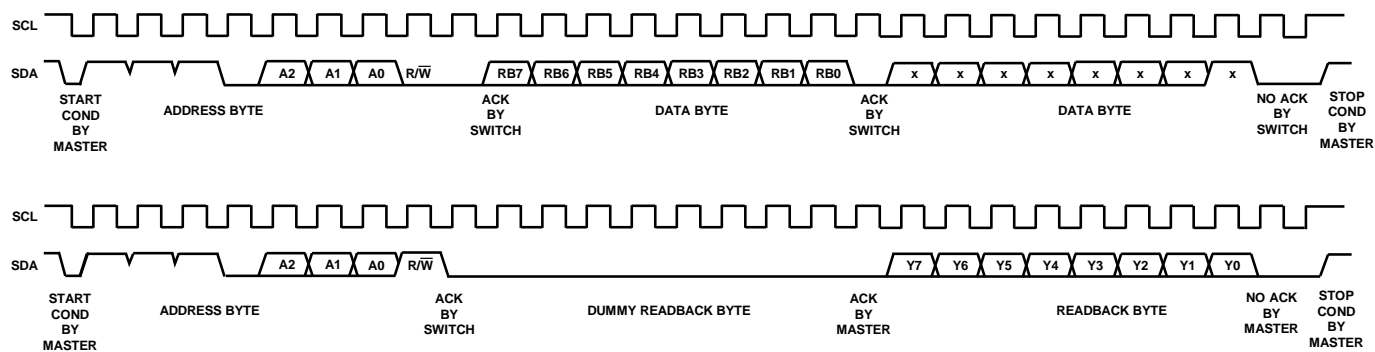 SCL
SDA
A2 A1 A0 R/W RB7 RB6 RB5 RB4 RB3 RB2 RB1 RB0 x x x x x x x x
START
COND
BY
MASTER
ADDRESS BYTE
ACK
BY
SWITCH
DATA BYTE
ACK
BY
SWITCH
DATA BYTE
NO ACK
BY
SWITCH
STOP
COND
BY
MASTER
SCL
SDA
A2 A1 A0 R/W Y7 Y6 Y5 Y4 Y3 Y2 Y1 Y0
START
COND
BY
MASTER
ADDRESS BYTE
ACK
BY
SWITCH
DUMMY READBACK BYTE
ACK
BY
MASTER
READBACK BYTE
NO ACK
BY
MASTER
STOP
COND
BY
MASTER